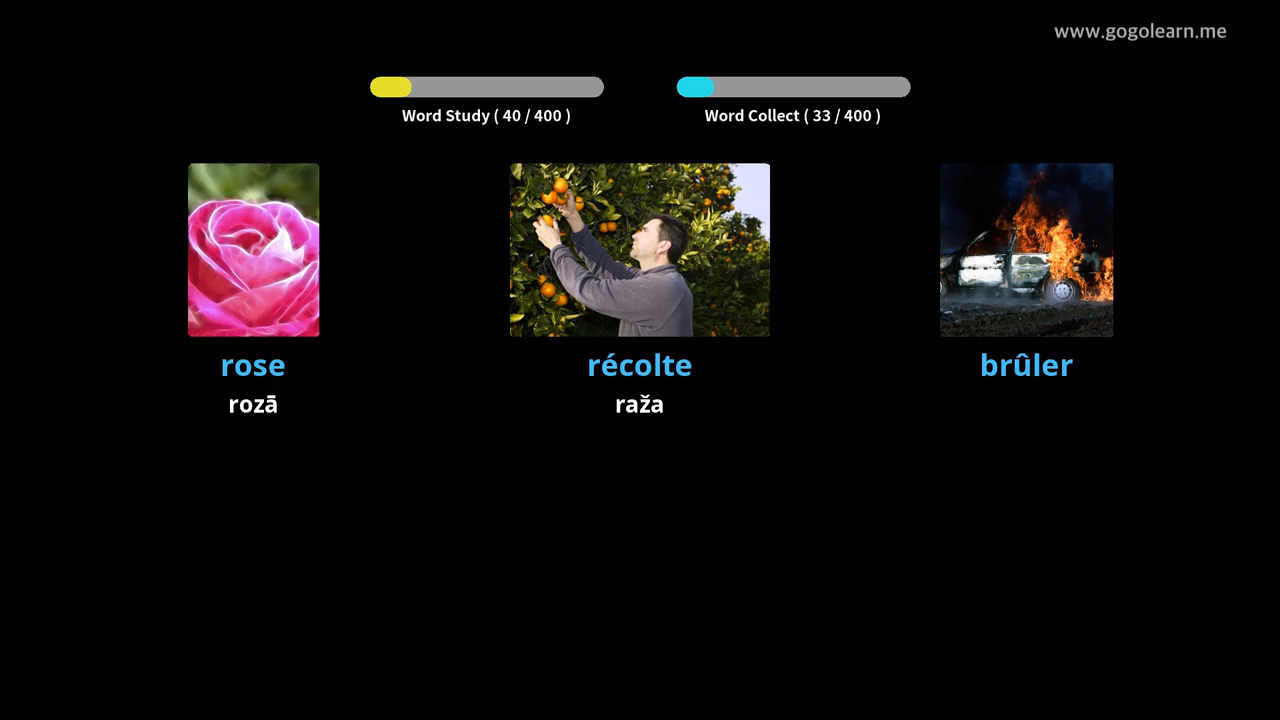 www.gogolearn.me
Word Study ( 40 / 400 )
Word Collect ( 33 / 400 )
rose
récolte
brûler
rozā
raža